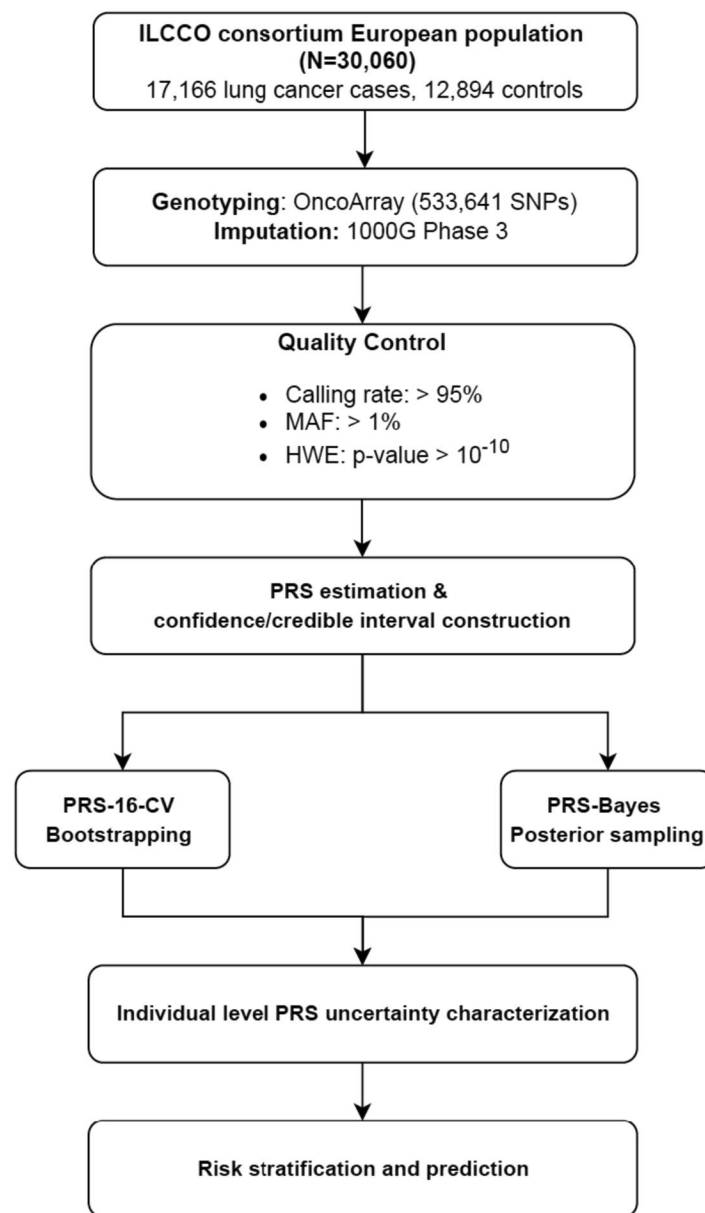 ILCCO consortium European population
(N=30,060)
17,166 lung cancer cases, 12,894 controls
Genotyping: OncoArray (533,641 SNPs)
Imputation: 1000G Phase 3
Quality Control
• Calling rate: > 95%
• MAF: > 1%
• HWE: p-value > 10⁻¹⁰
PRS estimation &
confidence/credible interval construction
PRS-16-CV
Bootstrapping
PRS-Bayes
Posterior sampling
Individual level PRS uncertainty characterization
Risk stratification and prediction